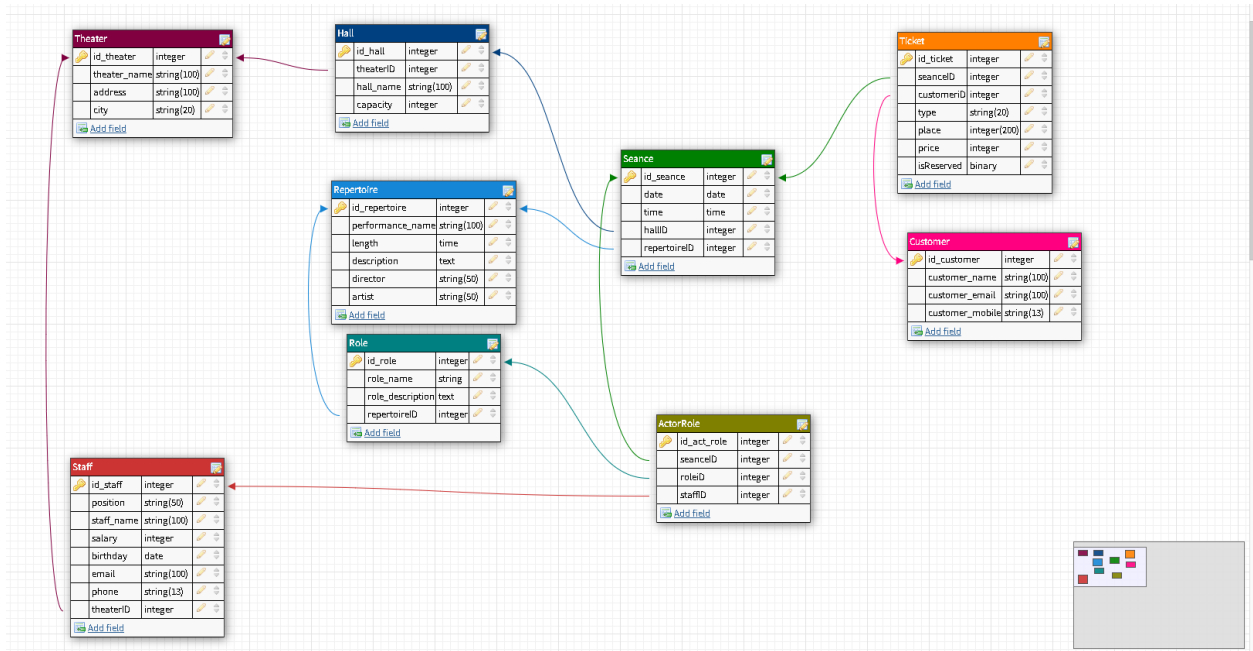 Theater
id_theater integer
theater_name string(100)
address string(100)
city string(20)
Add field
Hall
id_hall integer
theaterID integer
hall_name string(100)
capacity integer
Add field
Ticket
id_ticket integer
seanceID integer
customeriD integer
type string(20)
place integer(200)
price integer
isReserved binary
Add field
Seance
id_seance integer
date date
time time
hallID integer
repertoireID integer
Add field
Repertoire
id_repertoire integer
performance_name string(100)
length time
description text
director string(50)
artist string(50)
Add field
Customer
id_customer integer
customer_name string(100)
customer_email string(100)
customer_mobile string(13)
Add field
Role
id_role integer
role_name string
role_description text
repertoireID integer
Add field
ActorRole
id_act_role integer
seanceID integer
roleiD integer
staffID integer
Add field
Staff
id_staff integer
position string(50)
staff_name string(100)
salary integer
birthday date
email string(100)
phone string(13)
theaterID integer
Add field